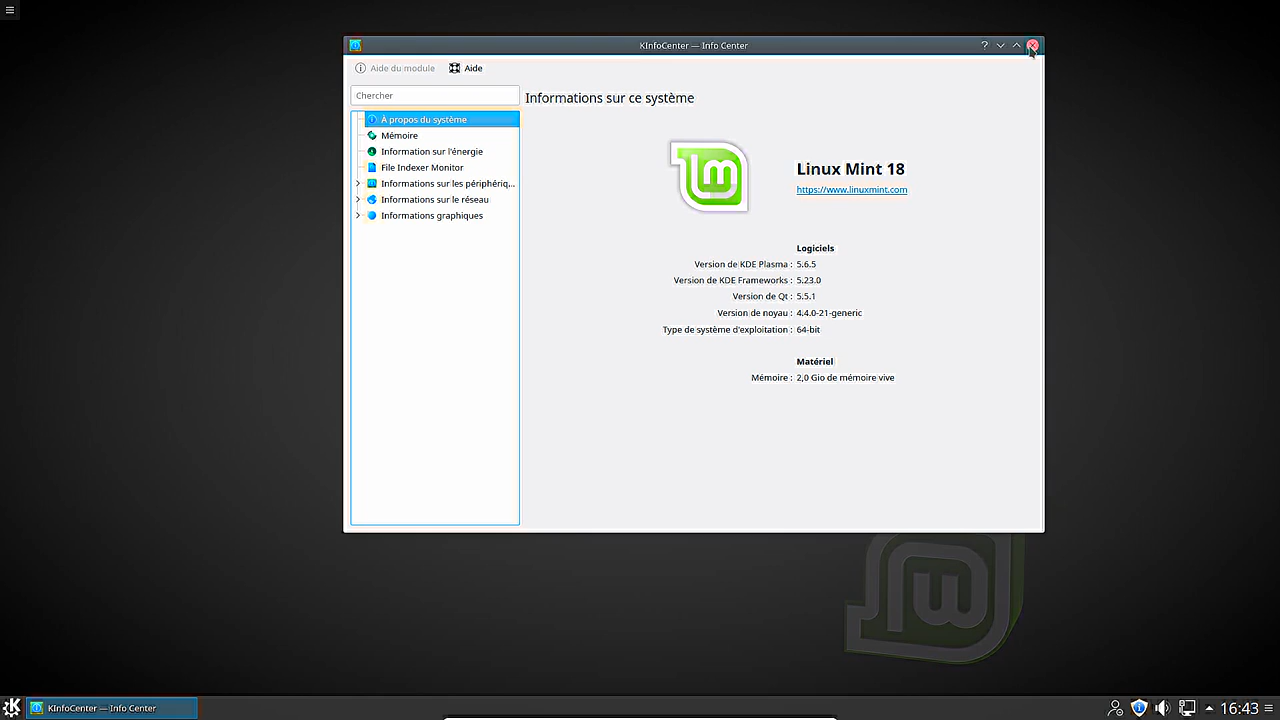 KInfoCenter — Info Center
?
Aide du module
Aide
Chercher
Informations sur ce système
À propos du système
Mémoire
Information sur l'énergie
File Indexer Monitor
Informations sur les périphériq...
Informations sur le réseau
Informations graphiques
Linux Mint 18
https://www.linuxmint.com
Logiciels
Version de KDE Plasma : 5.6.5
Version de KDE Frameworks : 5.23.0
Version de Qt : 5.5.1
Version de noyau : 4.4.0-21-generic
Type de système d'exploitation : 64-bit
Matériel
Mémoire : 2,0 Gio de mémoire vive
KInfoCenter — Info Center
16:43